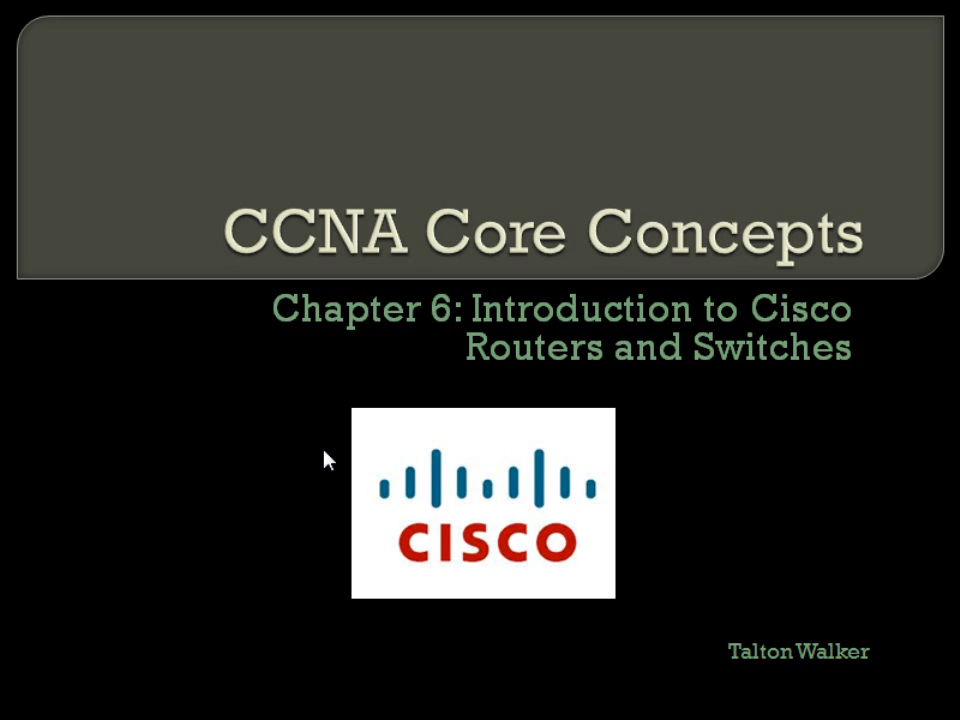 CCNA Core Concepts
Chapter 6: Introduction to Cisco
Routers and Switches
CISCO
Talton Walker